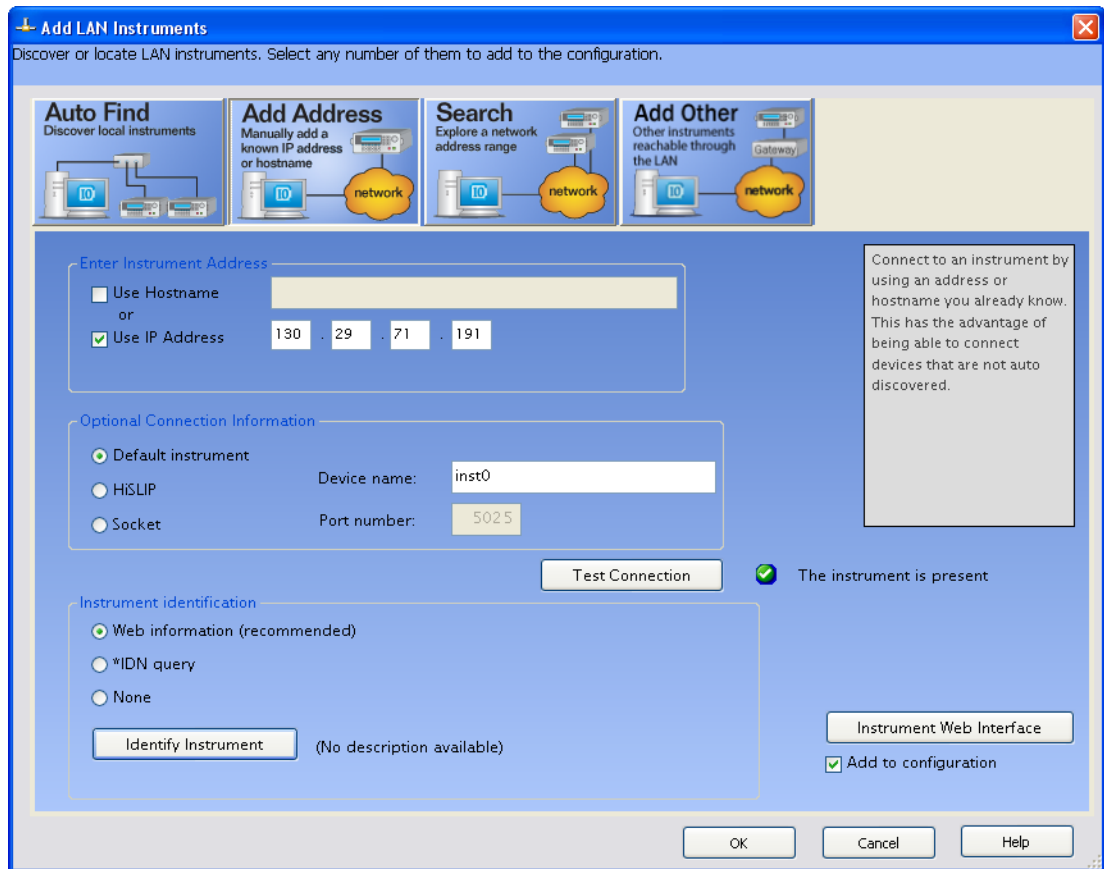 Add LAN Instruments
Discover or locate LAN instruments. Select any number of them to add to the configuration.
Auto Find
Discover local instruments
IO
Add Address
Manually add a
known IP address
or hostname
IO
network
Search
Explore a network
address range
IO
network
Add Other
Other instruments
reachable through
the LAN
Gateway
IO
network
Enter Instrument Address
Use Hostname
or
Use IP Address
130 . 29 . 71 . 191
Connect to an instrument by
using an address or
hostname you already know.
This has the advantage of
being able to connect
devices that are not auto
discovered.
Optional Connection Information
Default instrument
HiSLIP
Socket
Device name: inst0
Port number: 5025
Test Connection
The instrument is present
Instrument identification
Web information (recommended)
*IDN query
None
Identify Instrument
(No description available)
Instrument Web Interface
Add to configuration
OK
Cancel
Help